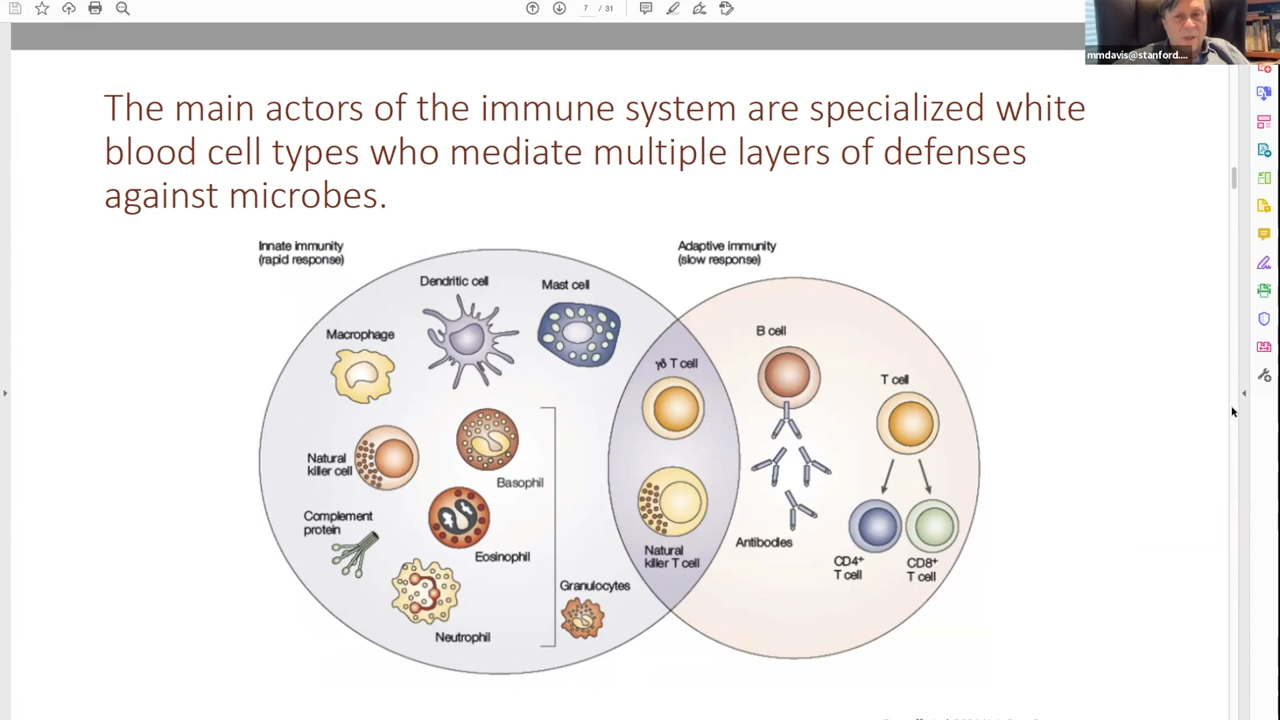 7 / 31
mmdavis@stanford....
The main actors of the immune system are specialized white
blood cell types who mediate multiple layers of defenses
against microbes.
Innate immunity
(rapid response)
Adaptive immunity
(slow response)
Dendritic cell
Mast cell
Macrophage
γδ T cell
B cell
T cell
Natural
killer cell
Basophil
Complement
protein
Eosinophil
Natural
killer T cell
Antibodies
CD4⁺
T cell
CD8⁺
T cell
Granulocytes
Neutrophil